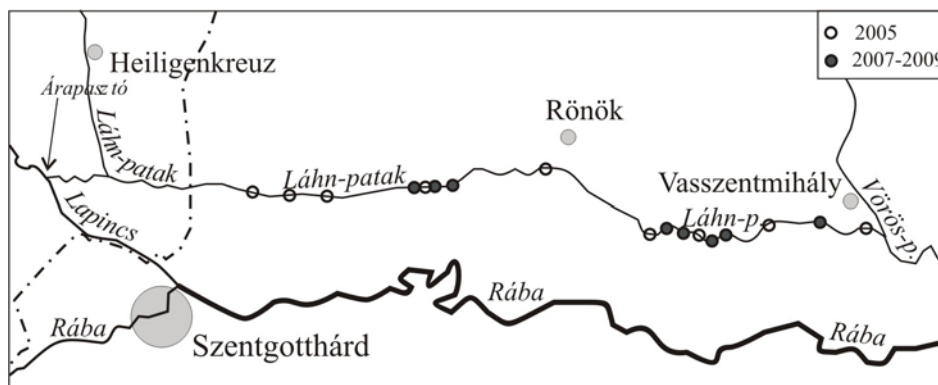 2005
2007-2009
Heiligenkreuz
Árapasztó
Rönök
Láhn-patak
Láhn-patak
Láhn-patak
Vasszentmihály
Láhn-p.
Vörös-p.
Lapincs
Rába
Rába
Rába
Szentgotthárd